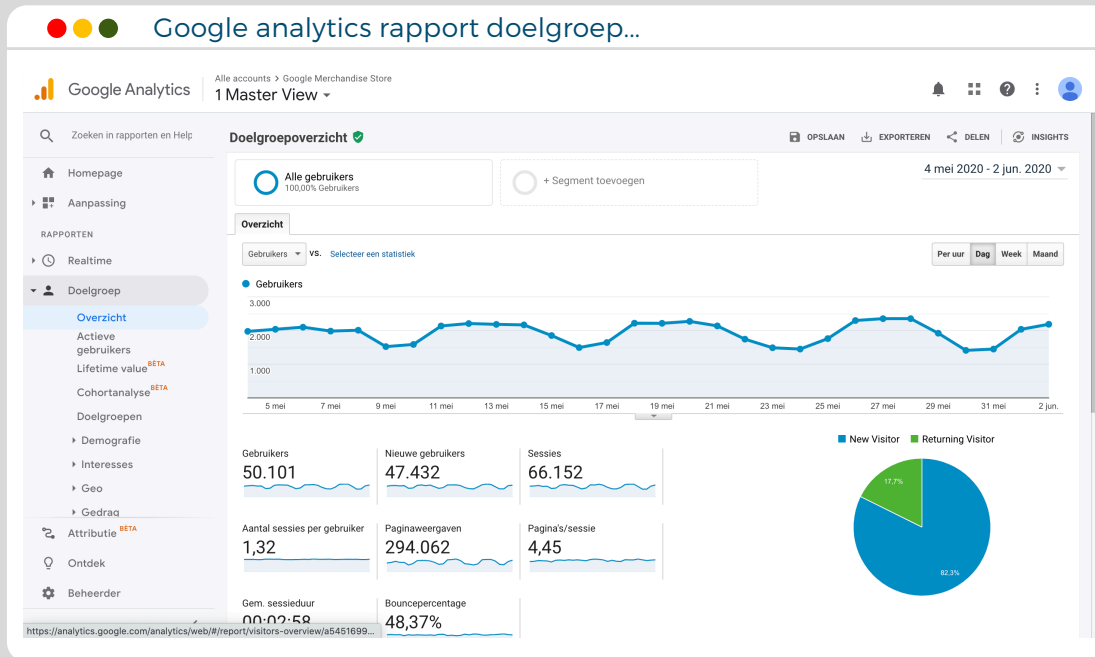 Google analytics rapport doelgroep...
Alle accounts > Google Merchandise Store
Google Analytics
1 Master View
Zoeken in rapporten en Help
Homepage
Aanpassing
RAPPORTEN
Realtime
Doelgroep
Overzicht
Actieve
gebruikers
Lifetime value BÈTA
Cohortanalyse BÈTA
Doelgroepen
Demografie
Interesses
Geo
Gedrag
Attributie BÈTA
Ontdek
Beheerder
https://analytics.google.com/analytics/web/#/report/visitors-overview/a5451699...
Doelgroepoverzicht
OPSLAAN
EXPORTEREN
DELEN
INSIGHTS
Alle gebruikers
100,00% Gebruikers
+ Segment toevoegen
4 mei 2020 - 2 jun. 2020
Overzicht
Gebruikers
VS.
Selecteer een statistiek
Per uur
Dag
Week
Maand
Gebruikers
3.000
2.000
1.000
5 mei
7 mei
9 mei
11 mei
13 mei
15 mei
17 mei
19 mei
21 mei
23 mei
25 mei
27 mei
29 mei
31 mei
2 jun.
New Visitor
Returning Visitor
17,7%
82,3%
Gebruikers
50.101
Nieuwe gebruikers
47.432
Sessies
66.152
Aantal sessies per gebruiker
1,32
Paginaweergaven
294.062
Pagina's/sessie
4,45
Gem. sessieduur
00:02:58
Bouncepercentage
48,37%